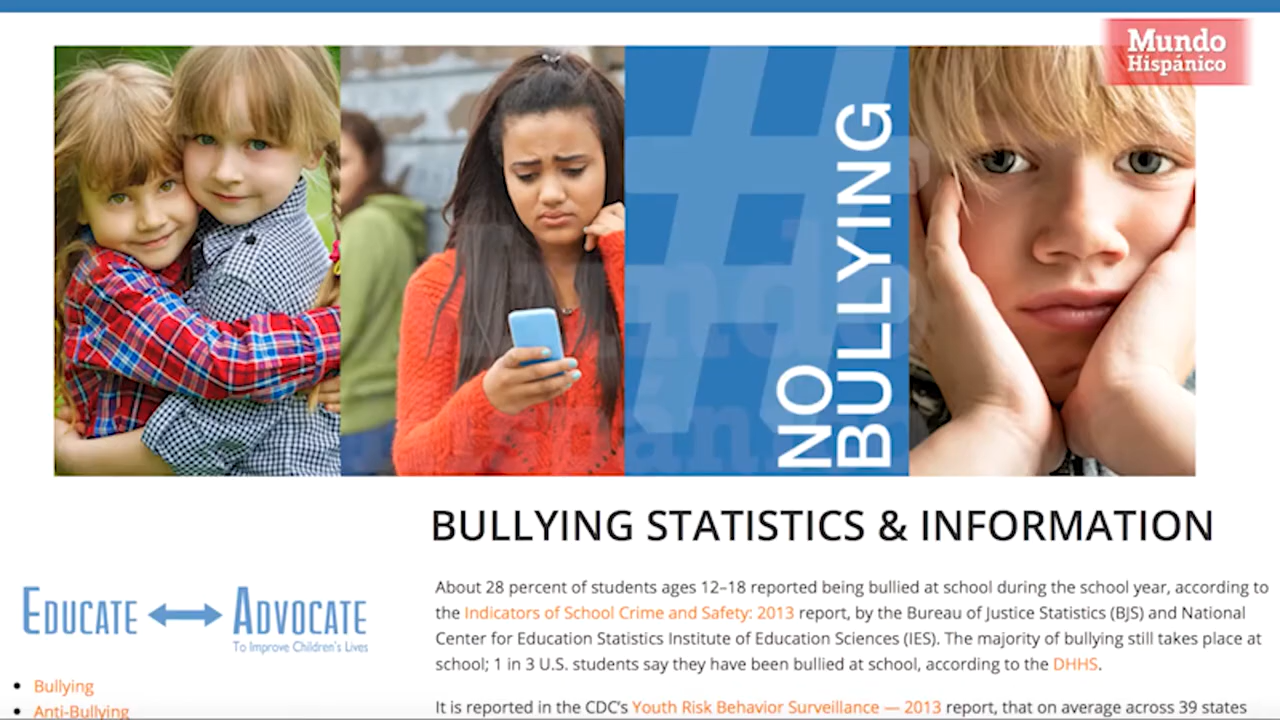 Mundo
Hispánico
#
NO
BULLYING
BULLYING STATISTICS & INFORMATION
About 28 percent of students ages 12–18 reported being bullied at school during the school year, according to
the Indicators of School Crime and Safety: 2013 report, by the Bureau of Justice Statistics (BJS) and National
Center for Education Statistics Institute of Education Sciences (IES). The majority of bullying still takes place at
school; 1 in 3 U.S. students say they have been bullied at school, according to the DHHS.
It is reported in the CDC's Youth Risk Behavior Surveillance — 2013 report, that on average across 39 states
EDUCATE ADVOCATE
To Improve Children's Lives
• Bullying
• Anti-Bullying